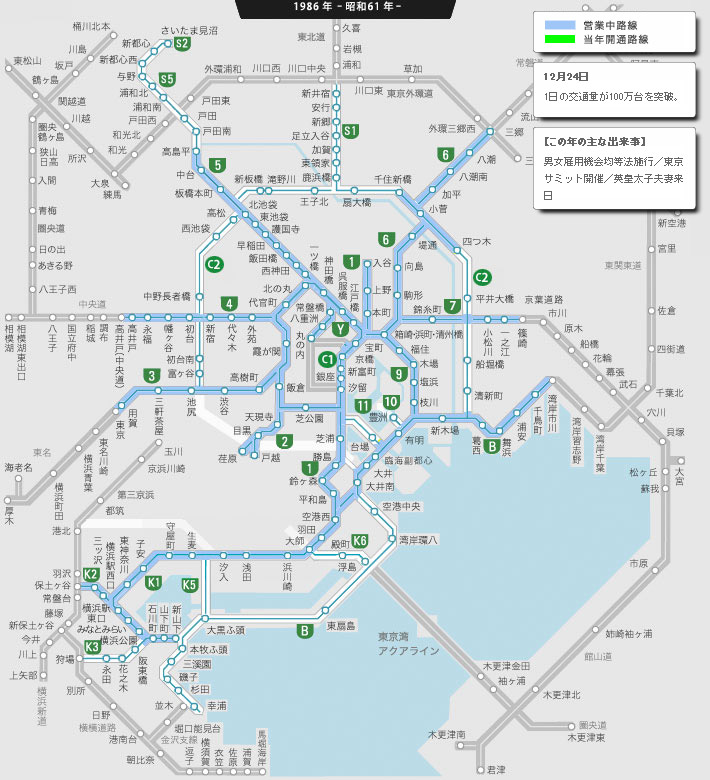 1986 年 －昭和61 年－
営業中路線
当年開通路線
12月24日
1日の交通量が100万台を突破。
【この年の主な出来事】
男女雇用機会均等法施行／東京
サミット開催／英皇太子夫妻来
日
桶川北本
さいたま見沼
新都心
新都心西
与野
浦和北
浦和南
川島
坂戸
東松山
鶴ヶ島
関越道
川越
所沢
大泉
練馬
圏央
鶴ヶ島
狭山
日高
入間
青梅
圏央道
日の出
あきる野
八王子西
中央道
相模湖
相模湖東出口
八王子
国立府中
稲城
調布
高井戸(中央道)
高井戸
永福
幡ヶ谷
初台
新宿
代々木
外苑
霞が関
初台南
富ヶ谷
中野長者橋
西池袋
高松
新板橋
滝野川
王子北
扇大橋
千住新橋
板橋本町
中台
高島平
戸田南
戸田
戸田東
戸田西
和光北
和光
外環浦和
川口西
川口中央
川口東
草加
東京外環道
東北道
久喜
岩槻
浦和
新井宿
安行
新郷
足立入谷
加賀
東領家
鹿浜橋
常磐道
流山
三郷
外環三郷西
八潮
八潮南
加平
小菅
堤通
四つ木
向島
駒形
錦糸町
平井大橋
小松川
一之江
篠崎
京葉道路
市川
原木
船橋
花輪
幕張
武石
千葉北
穴川
貝塚
大宮
松ヶ丘
蘇我
市原
姉崎袖ヶ浦
館山道
新空港
宮里
佐倉
四街道
東関東道
北池袋
東池袋
護国寺
早稲田
飯田橋
西神田
一ツ橋
神田橋
呉服橋
江戸橋
常盤橋
八重洲
丸の内
北の丸
代官町
入谷
上野
本町
箱崎・浜町・清洲橋
福住
木場
塩浜
枝川
宝町
京橋
新富町
汐留
銀座
飯倉
芝公園
高樹町
天現寺
目黒
荏原
戸越
渋谷
池尻
三軒茶屋
用賀
東京
東名川崎
横浜青葉
横浜町田
東名
海老名
厚木
玉川
京浜川崎
第三京浜
都筑
港北
豊洲
有明
新木場
船堀橋
清新町
葛西
舞浜
浦安
千鳥町
湾岸市川
湾岸習志野
湾岸千葉
芝浦
勝島
鈴ヶ森
平和島
空港西
羽田
大師
台場
臨海副都心
大井
大井南
空港中央
湾岸環八
殿町
浮島
浜川崎
浅田
汐入
生麦
守屋町
子安
東神奈川
横浜駅西口
三ツ沢
横浜駅
東口
みなとみらい
横浜公園
石川町
山下町
新山下
羽沢
保土ヶ谷
常盤台
藤塚
新保土ヶ谷
今井
川上
上矢部
横浜新道
狩場
永田
花之木
阪東橋
別所
日野
横横道路
港南台
朝比奈
逗子
横須賀
衣笠
佐原
浦賀
馬堀海岸
並木
金沢支線
堀口能見台
幸浦
杉田
磯子
三溪園
本牧ふ頭
大黒ふ頭
東扇島
東京湾
アクアライン
木更津金田
袖ヶ浦
木更津北
圏央道
木更津東
木更津南
君津
S2
S5
S1
5
6
6
1
C2
C2
4
Y
7
C1
3
9
11
10
2
B
1
K6
K2
K1
K5
B
K3